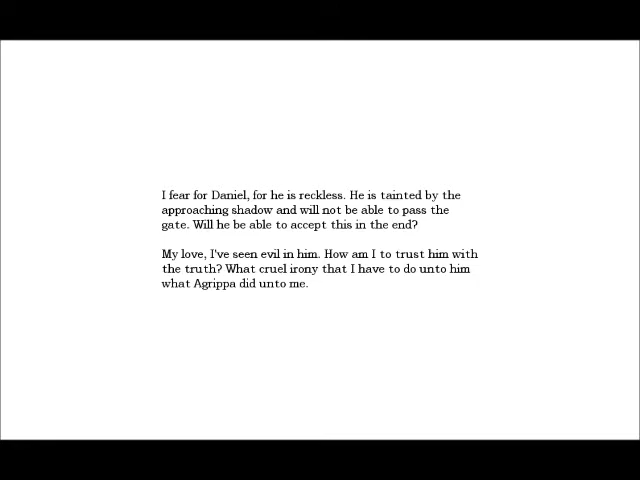 I fear for Daniel, for he is reckless. He is tainted by the
approaching shadow and will not be able to pass the
gate. Will he be able to accept this in the end?
My love, I've seen evil in him. How am I to trust him with
the truth? What cruel irony that I have to do unto him
what Agrippa did unto me.